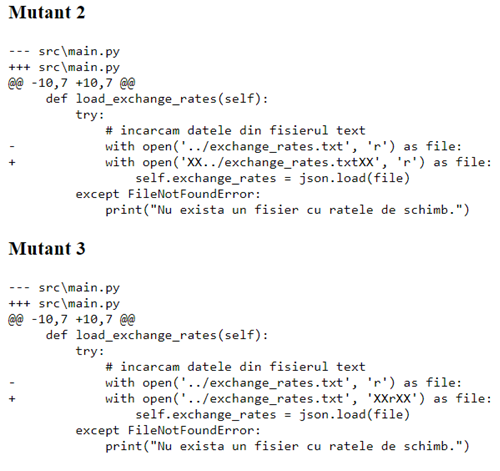 Mutant 2
--- src\main.py
+++ src\main.py
@@ -10,7 +10,7 @@
     def load_exchange_rates(self):
         try:
             # incarcam datele din fisierul text
-            with open('../exchange_rates.txt', 'r') as file:
+            with open('XX../exchange_rates.txtXX', 'r') as file:
                 self.exchange_rates = json.load(file)
         except FileNotFoundError:
             print("Nu exista un fisier cu ratele de schimb.")
Mutant 3
--- src\main.py
+++ src\main.py
@@ -10,7 +10,7 @@
     def load_exchange_rates(self):
         try:
             # incarcam datele din fisierul text
-            with open('../exchange_rates.txt', 'r') as file:
+            with open('../exchange_rates.txt', 'XXrXX') as file:
                 self.exchange_rates = json.load(file)
         except FileNotFoundError:
             print("Nu exista un fisier cu ratele de schimb.")